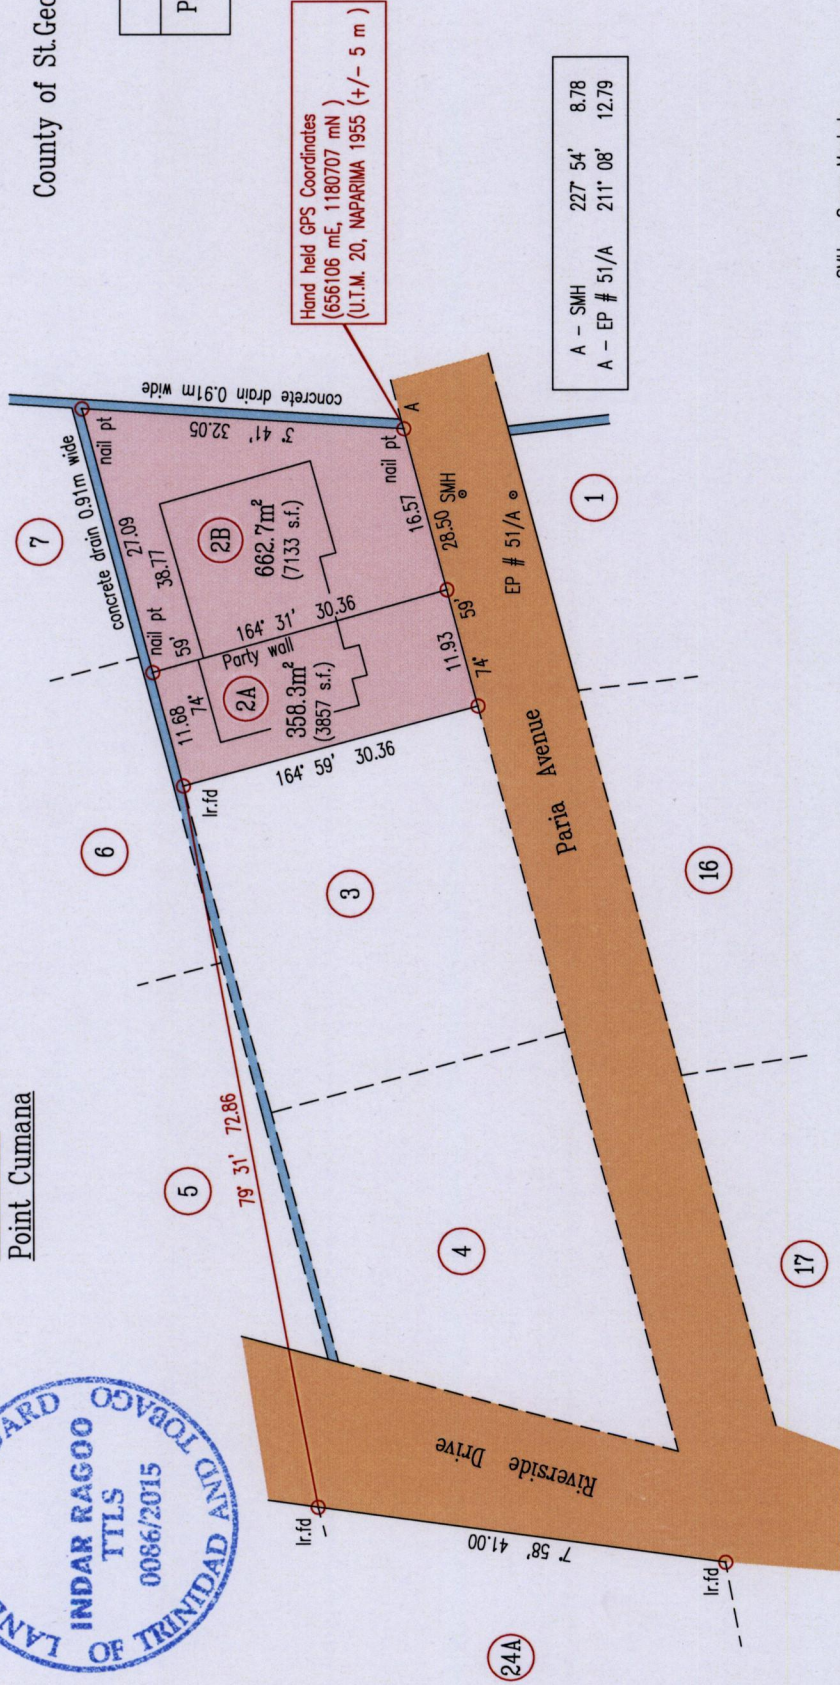 Point Cumana
County of St.Geo
LAN
ARD
OF TRINIDAD AND TOBAGO
INDAR RAGOO
TTLS
0086/2015
Hand held GPS Coordinates
(656106 mE, 1180707 mN )
(U.T.M. 20, NAPARIMA 1955 (+/- 5 m )
A - SMH 227° 54' 8.78
A - EP # 51/A 211° 08' 12.79
7
6
5
concrete drain 0.91m wide
concrete drain 0.91m wide
27.09
38.77
nail pt
nail pt
nail pt
3° 41' 32.05
A
11.68
74° 59'
2A
358.3m²
(3857 s.f.)
Party wall
164° 31' 30.36
2B
662.7m²
(7133 s.f.)
164° 59' 30.36
Ir.fd
11.93
16.57
74° 59' 28.50
SMH
EP # 51/A
79° 31' 72.86
3
4
Paria Avenue
Riverside Drive
Ir.fd
7° 58' 41.00
Ir.fd
24A
17
16
1